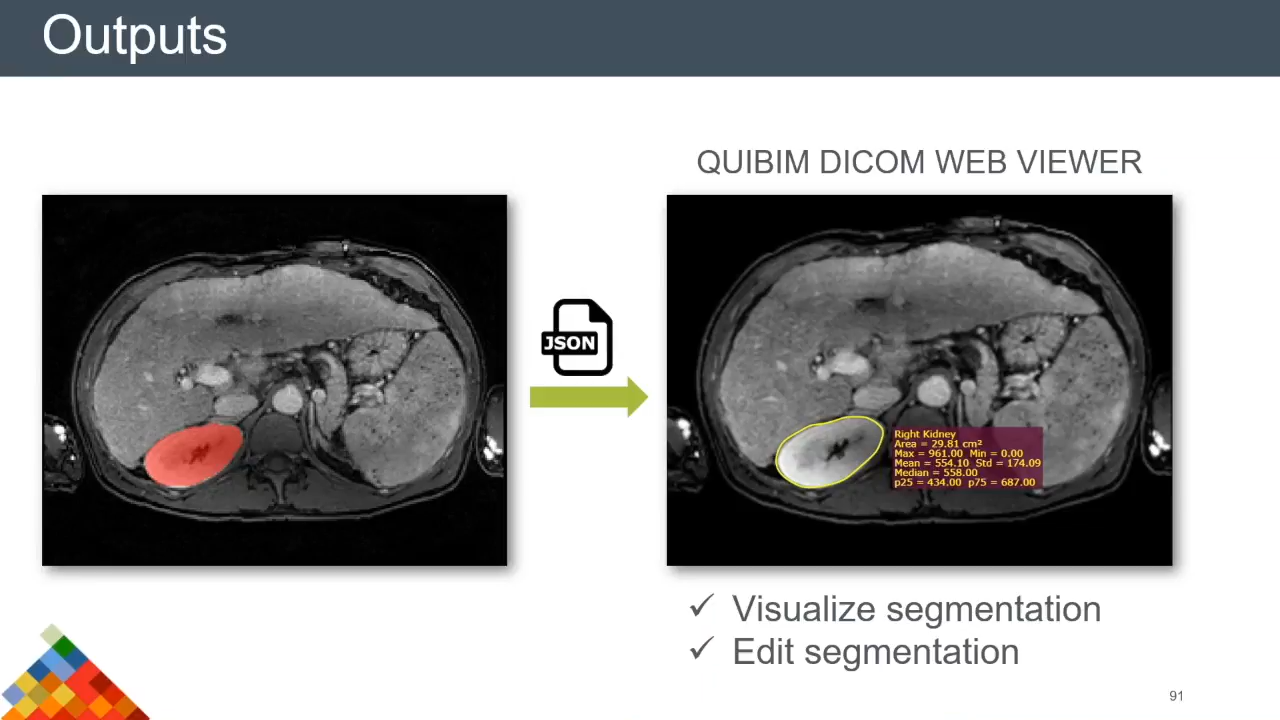 Outputs
QUIBIM DICOM WEB VIEWER
JSON
Right Kidney
Area = 29.81 cm²
Max = 961.00 Min = 0.00
Mean = 554.10 Std = 174.09
Median = 558.00
p25 = 434.00 p75 = 687.00
✓ Visualize segmentation
✓ Edit segmentation
91